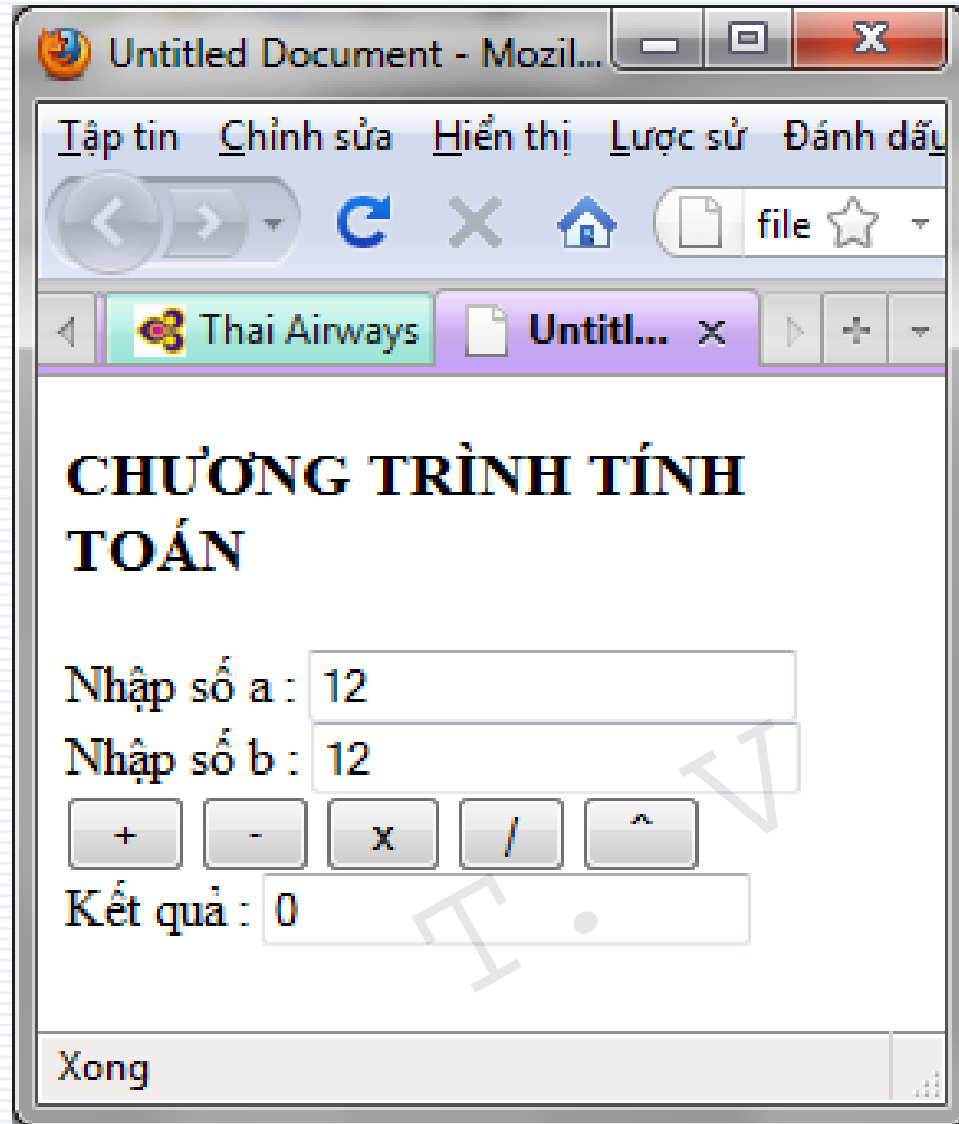 Untitled Document - Mozil...
Tập tin Chỉnh sửa Hiển thị Lược sử Đánh dấu
file
Thai Airways Untitl...
CHƯƠNG TRÌNH TÍNH
TOÁN
Nhập số a : 12
Nhập số b : 12
+ - x / ^
Kết quả : 0
T . V
Xong